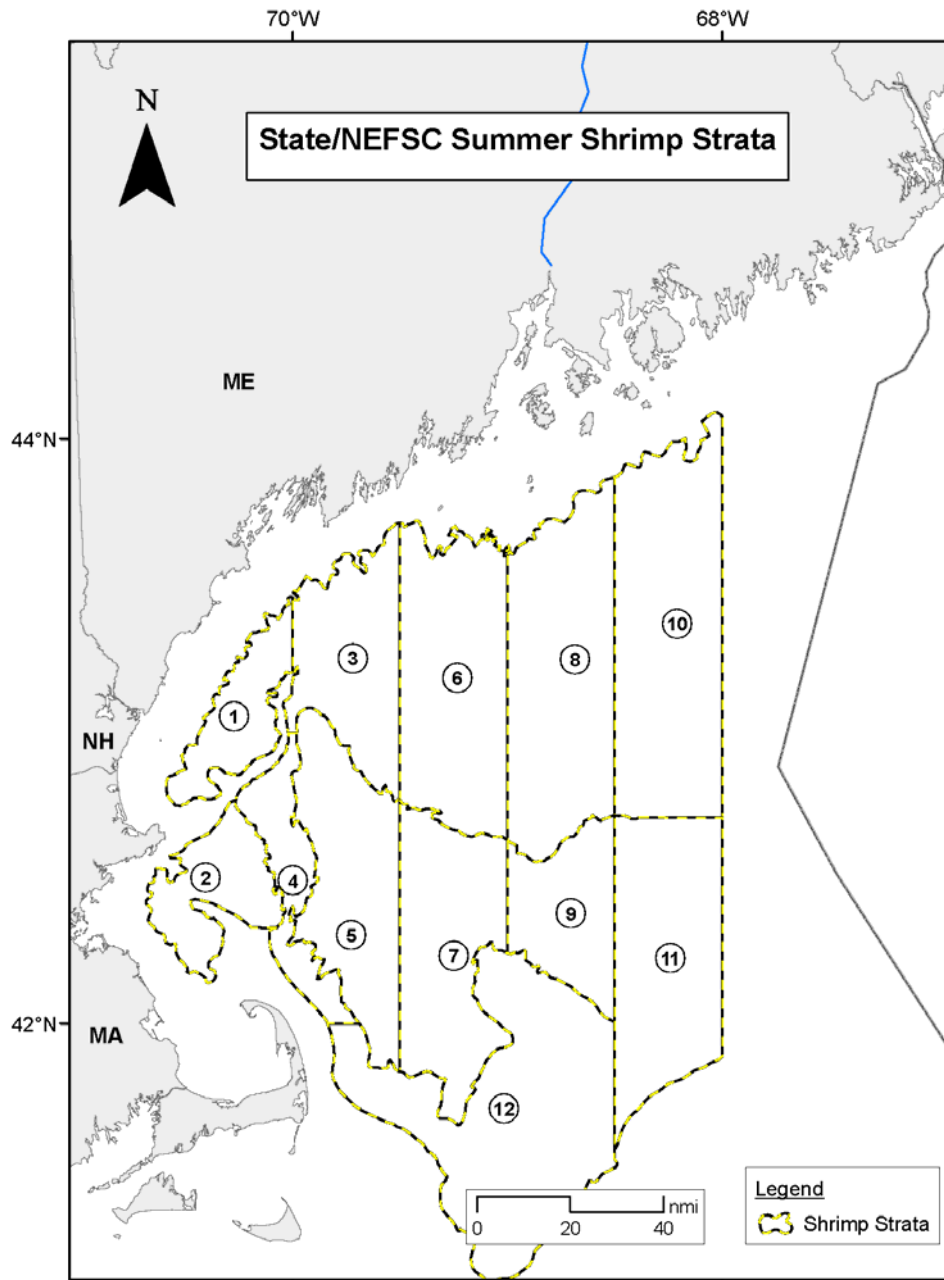 70°W 68°W
N
State/NEFSC Summer Shrimp Strata
ME
44°N
10
3
8
6
1
NH
2
4
9
5
7
11
42°N
MA
12
Legend
nmi
Shrimp Strata
0 20 40